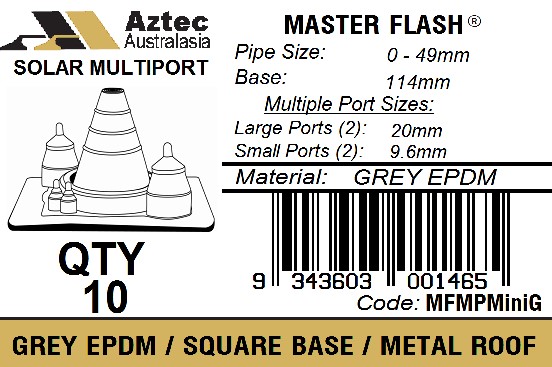 Aztec
Australasia
SOLAR MULTIPORT
QTY
10
MASTER FLASH®
Pipe Size: 0 - 49mm
Base: 114mm
Multiple Port Sizes:
Large Ports (2): 20mm
Small Ports (2): 9.6mm
Material: GREY EPDM
9 343603 001465
Code: MFMPMiniG
GREY EPDM / SQUARE BASE / METAL ROOF